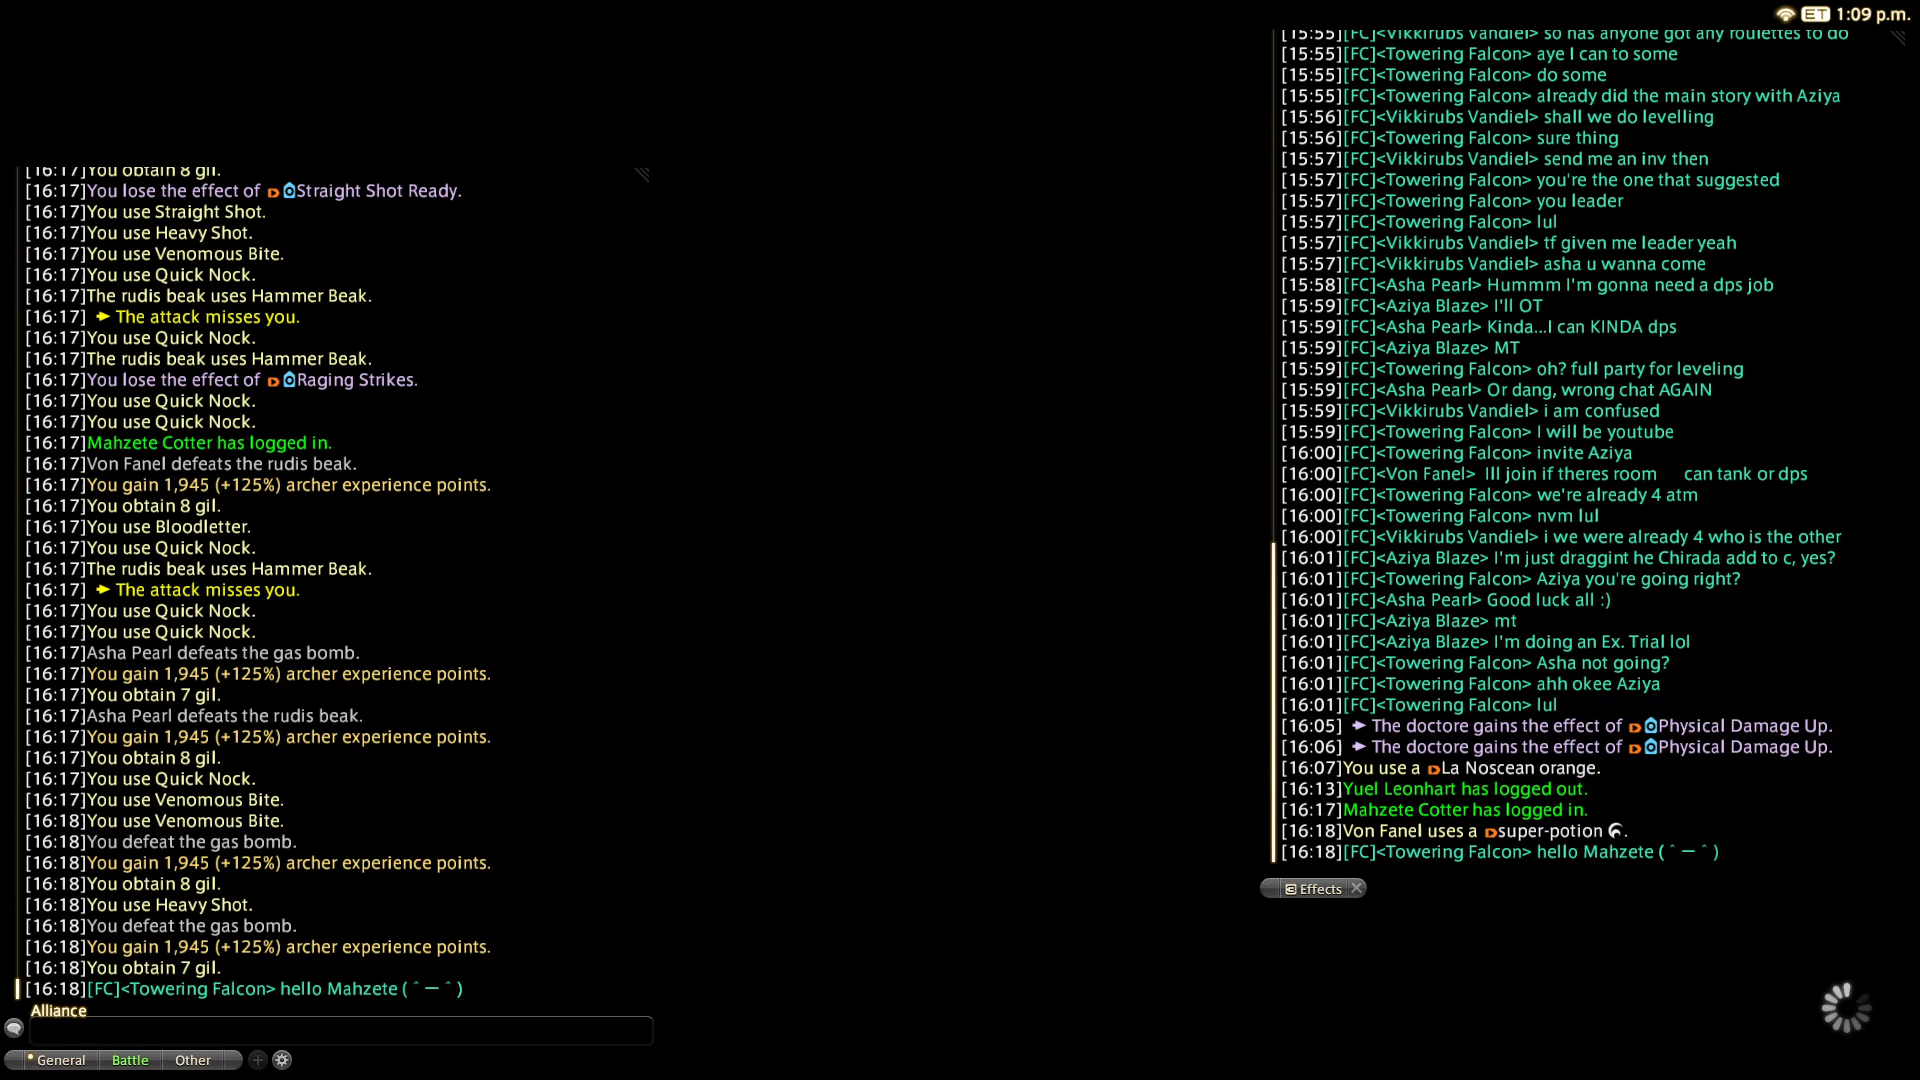 ET 1:09 p.m.
[16:17]You obtain 8 gil.
[16:17]You lose the effect of Straight Shot Ready.
[16:17]You use Straight Shot.
[16:17]You use Heavy Shot.
[16:17]You use Venomous Bite.
[16:17]You use Quick Nock.
[16:17]The rudis beak uses Hammer Beak.
[16:17] The attack misses you.
[16:17]You use Quick Nock.
[16:17]The rudis beak uses Hammer Beak.
[16:17]You lose the effect of Raging Strikes.
[16:17]You use Quick Nock.
[16:17]You use Quick Nock.
[16:17]Mahzete Cotter has logged in.
[16:17]Von Fanel defeats the rudis beak.
[16:17]You gain 1,945 (+125%) archer experience points.
[16:17]You obtain 8 gil.
[16:17]You use Bloodletter.
[16:17]You use Quick Nock.
[16:17]The rudis beak uses Hammer Beak.
[16:17] The attack misses you.
[16:17]You use Quick Nock.
[16:17]You use Quick Nock.
[16:17]Asha Pearl defeats the gas bomb.
[16:17]You gain 1,945 (+125%) archer experience points.
[16:17]You obtain 7 gil.
[16:17]Asha Pearl defeats the rudis beak.
[16:17]You gain 1,945 (+125%) archer experience points.
[16:17]You obtain 8 gil.
[16:17]You use Quick Nock.
[16:17]You use Venomous Bite.
[16:18]You use Venomous Bite.
[16:18]You defeat the gas bomb.
[16:18]You gain 1,945 (+125%) archer experience points.
[16:18]You obtain 8 gil.
[16:18]You use Heavy Shot.
[16:18]You defeat the gas bomb.
[16:18]You gain 1,945 (+125%) archer experience points.
[16:18]You obtain 7 gil.
[16:18][FC]<Towering Falcon> hello Mahzete ( ˆ — ˆ )
Alliance
General Battle Other
[15:55][FC]<Vikkirubs Vandiel> so has anyone got any roulettes to do
[15:55][FC]<Towering Falcon> aye I can to some
[15:55][FC]<Towering Falcon> do some
[15:55][FC]<Towering Falcon> already did the main story with Aziya
[15:56][FC]<Vikkirubs Vandiel> shall we do levelling
[15:56][FC]<Towering Falcon> sure thing
[15:57][FC]<Vikkirubs Vandiel> send me an inv then
[15:57][FC]<Towering Falcon> you're the one that suggested
[15:57][FC]<Towering Falcon> you leader
[15:57][FC]<Towering Falcon> lul
[15:57][FC]<Vikkirubs Vandiel> tf given me leader yeah
[15:57][FC]<Vikkirubs Vandiel> asha u wanna come
[15:58][FC]<Asha Pearl> Hummm I'm gonna need a dps job
[15:59][FC]<Aziya Blaze> I'll OT
[15:59][FC]<Asha Pearl> Kinda...I can KINDA dps
[15:59][FC]<Aziya Blaze> MT
[15:59][FC]<Towering Falcon> oh? full party for leveling
[15:59][FC]<Asha Pearl> Or dang, wrong chat AGAIN
[15:59][FC]<Vikkirubs Vandiel> i am confused
[15:59][FC]<Towering Falcon> I will be youtube
[16:00][FC]<Towering Falcon> invite Aziya
[16:00][FC]<Von Fanel> Ill join if theres room can tank or dps
[16:00][FC]<Towering Falcon> we're already 4 atm
[16:00][FC]<Towering Falcon> nvm lul
[16:00][FC]<Vikkirubs Vandiel> i we were already 4 who is the other
[16:01][FC]<Aziya Blaze> I'm just draggint he Chirada add to c, yes?
[16:01][FC]<Towering Falcon> Aziya you're going right?
[16:01][FC]<Asha Pearl> Good luck all :)
[16:01][FC]<Aziya Blaze> mt
[16:01][FC]<Aziya Blaze> I'm doing an Ex. Trial lol
[16:01][FC]<Towering Falcon> Asha not going?
[16:01][FC]<Towering Falcon> ahh okee Aziya
[16:01][FC]<Towering Falcon> lul
[16:05] The doctore gains the effect of Physical Damage Up.
[16:06] The doctore gains the effect of Physical Damage Up.
[16:07]You use a La Noscean orange.
[16:13]Yuel Leonhart has logged out.
[16:17]Mahzete Cotter has logged in.
[16:18]Von Fanel uses a super-potion.
[16:18][FC]<Towering Falcon> hello Mahzete ( ˆ — ˆ )
Effects